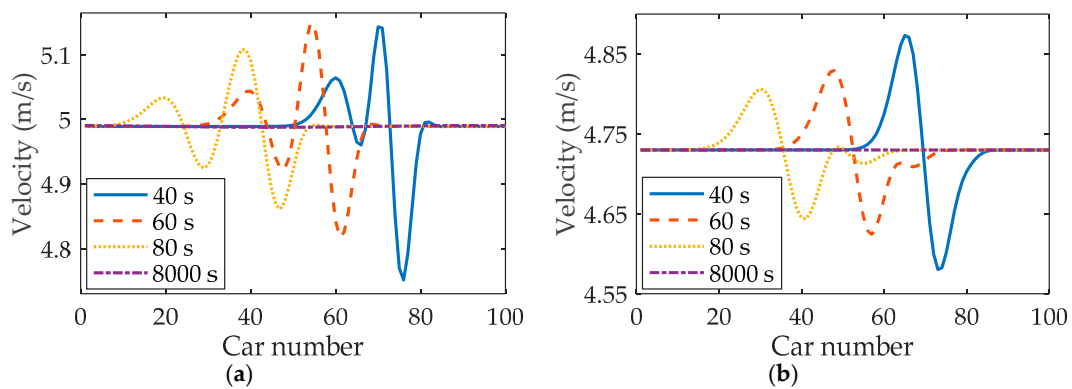 Velocity (m/s)
5.1
5
4.9
4.8
40 s
60 s
80 s
8000 s
0 20 40 60 80 100
Car number
(a)
Velocity (m/s)
4.85
4.75
4.65
4.55
40 s
60 s
80 s
8000 s
0 20 40 60 80 100
Car number
(b)